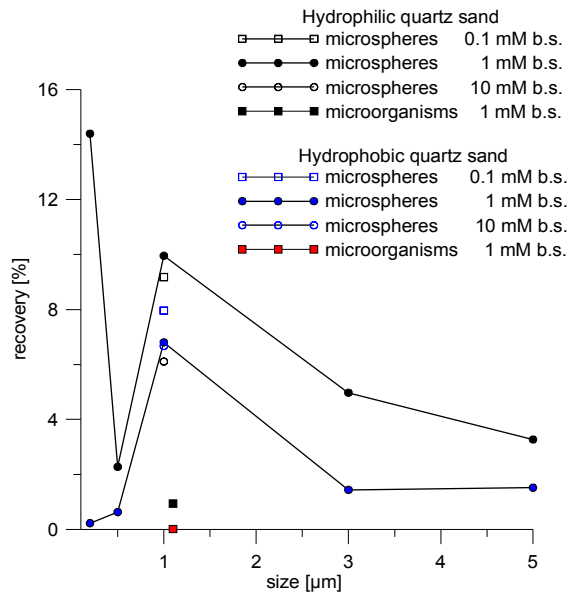 Hydrophilic quartz sand
microspheres 0.1 mM b.s.
microspheres 1 mM b.s.
microspheres 10 mM b.s.
microorganisms 1 mM b.s.
Hydrophobic quartz sand
microspheres 0.1 mM b.s.
microspheres 1 mM b.s.
microspheres 10 mM b.s.
microorganisms 1 mM b.s.
16
12
8
4
0
recovery [%]
1
2
3
4
5
size [µm]